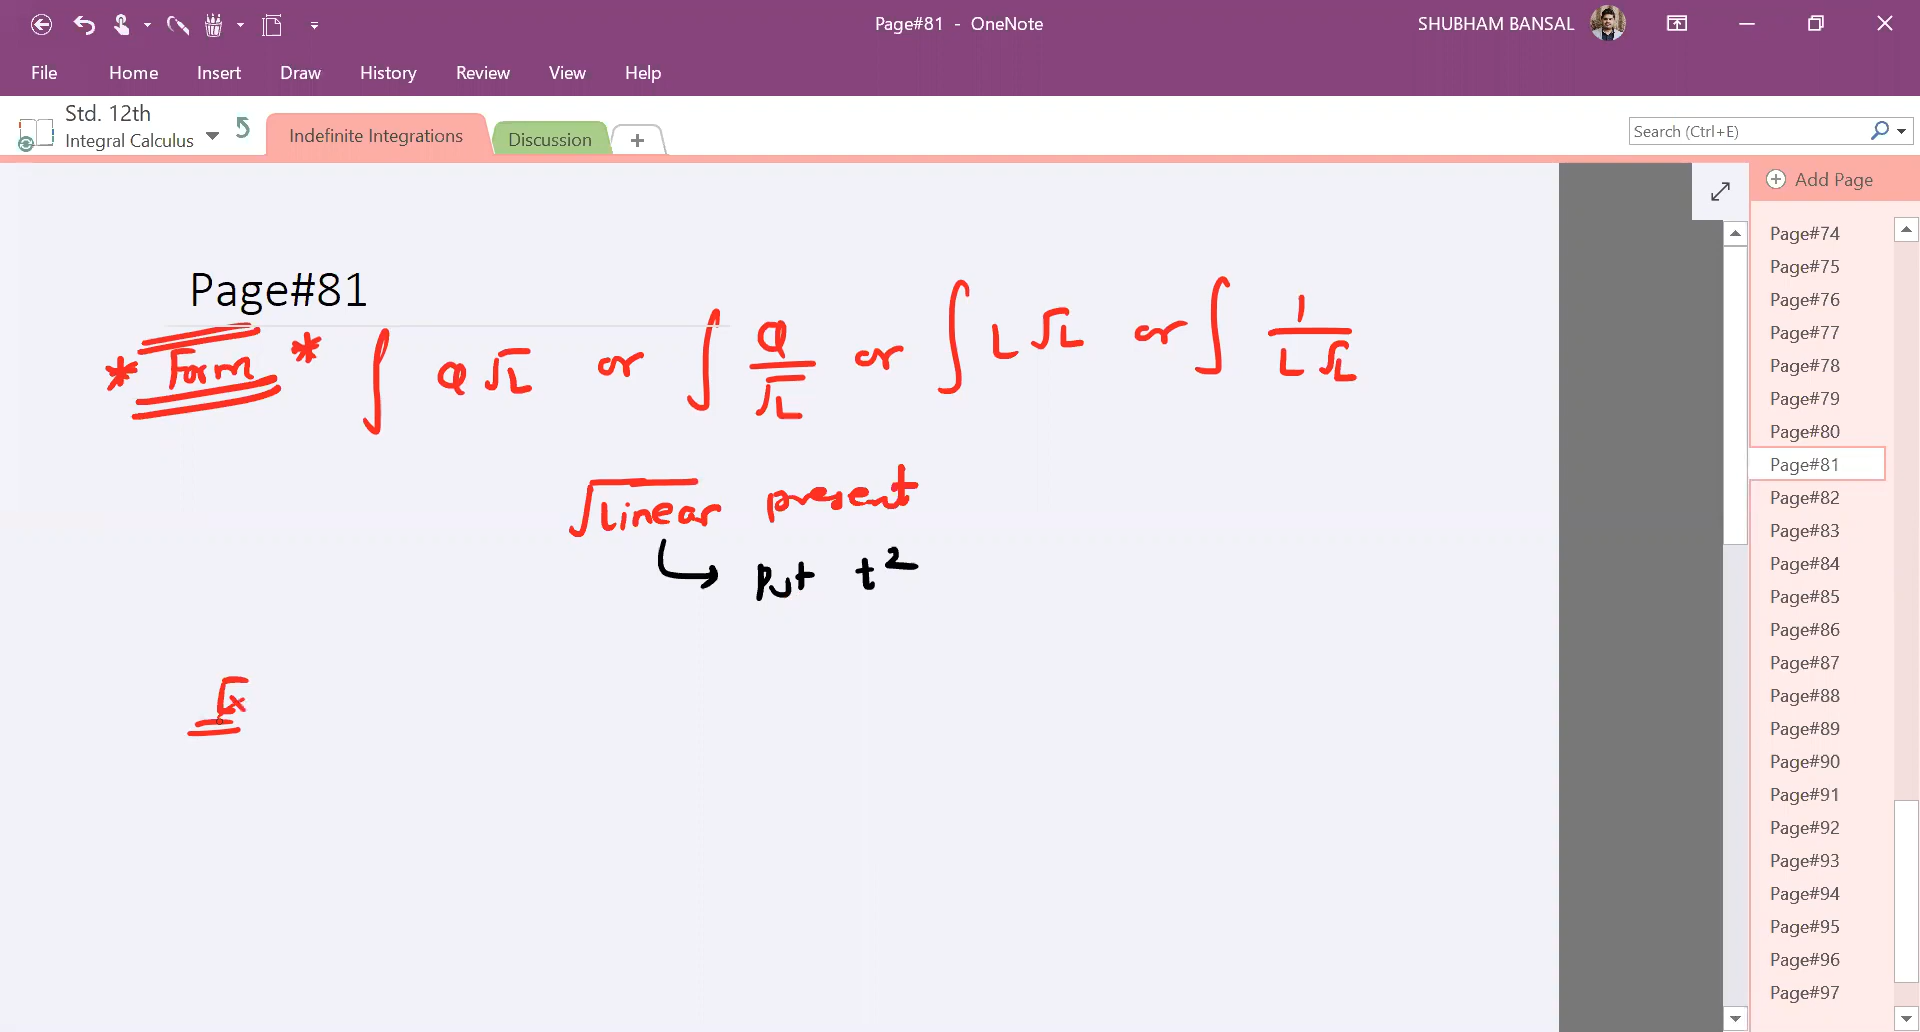 Page#81 - OneNote
SHUBHAM BANSAL
File Home Insert Draw History Review View Help
Std. 12th
Integral Calculus
Indefinite Integrations
Discussion
+
Search (Ctrl+E)
Add Page
Page#81
* Form * ∫ Q √L or ∫ Q/√L or ∫ L √L or ∫ 1/(L √L)
√Linear present
↳ Put t²
Page#74
Page#75
Page#76
Page#77
Page#78
Page#79
Page#80
Page#81
Page#82
Page#83
Page#84
Page#85
Page#86
Page#87
Page#88
Page#89
Page#90
Page#91
Page#92
Page#93
Page#94
Page#95
Page#96
Page#97